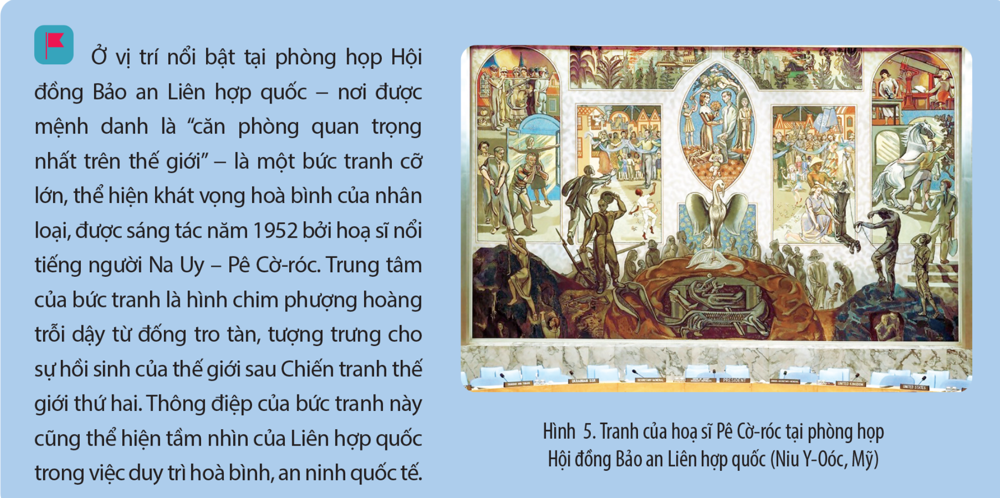 Ở vị trí nổi bật tại phòng họp Hội
đồng Bảo an Liên hợp quốc – nơi được
mệnh danh là “căn phòng quan trọng
nhất trên thế giới” – là một bức tranh cỡ
lớn, thể hiện khát vọng hoà bình của nhân
loại, được sáng tác năm 1952 bởi hoạ sĩ nổi
tiếng người Na Uy – Pê Cờ-róc. Trung tâm
của bức tranh là hình chim phượng hoàng
trỗi dậy từ đống tro tàn, tượng trưng cho
sự hồi sinh của thế giới sau Chiến tranh thế
giới thứ hai. Thông điệp của bức tranh này
cũng thể hiện tầm nhìn của Liên hợp quốc
trong việc duy trì hoà bình, an ninh quốc tế.
UKRAINIAN SSR
SECRETARY GENERAL
PRESIDENT
UNITED KINGDOM
UNITED STATES
Hình 5. Tranh của hoạ sĩ Pê Cờ-róc tại phòng họp
Hội đồng Bảo an Liên hợp quốc (Niu Y-Oóc, Mỹ)